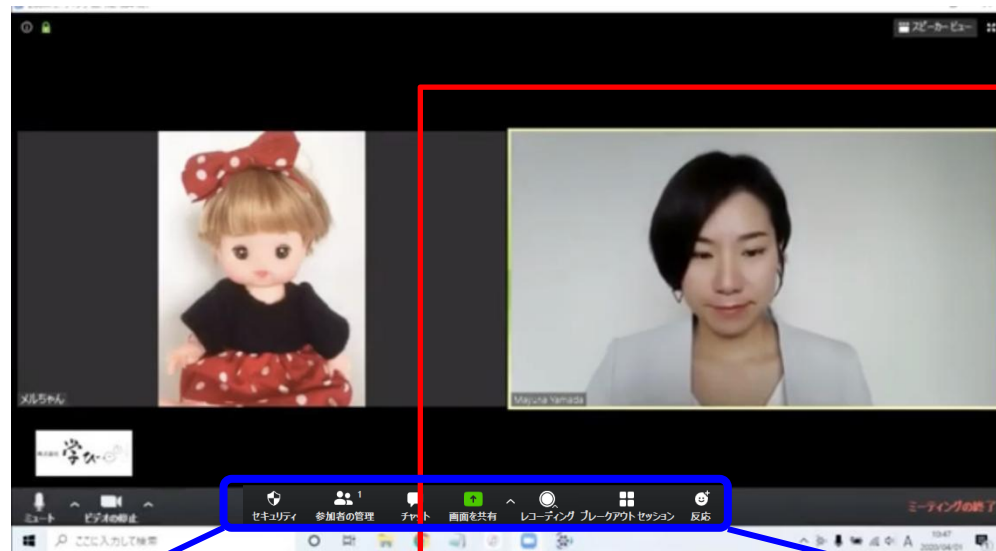 スピーカービュー
メルちゃん
Mayuna Yamada
学び
1
セキュリティ 参加者の管理 チャット 画面を共有 レコーディング ブレークアウト セッション 反応
ミュート ビデオの停止 ミーティングの終了
ここに入力して検索
A
10:47
2020/04/01